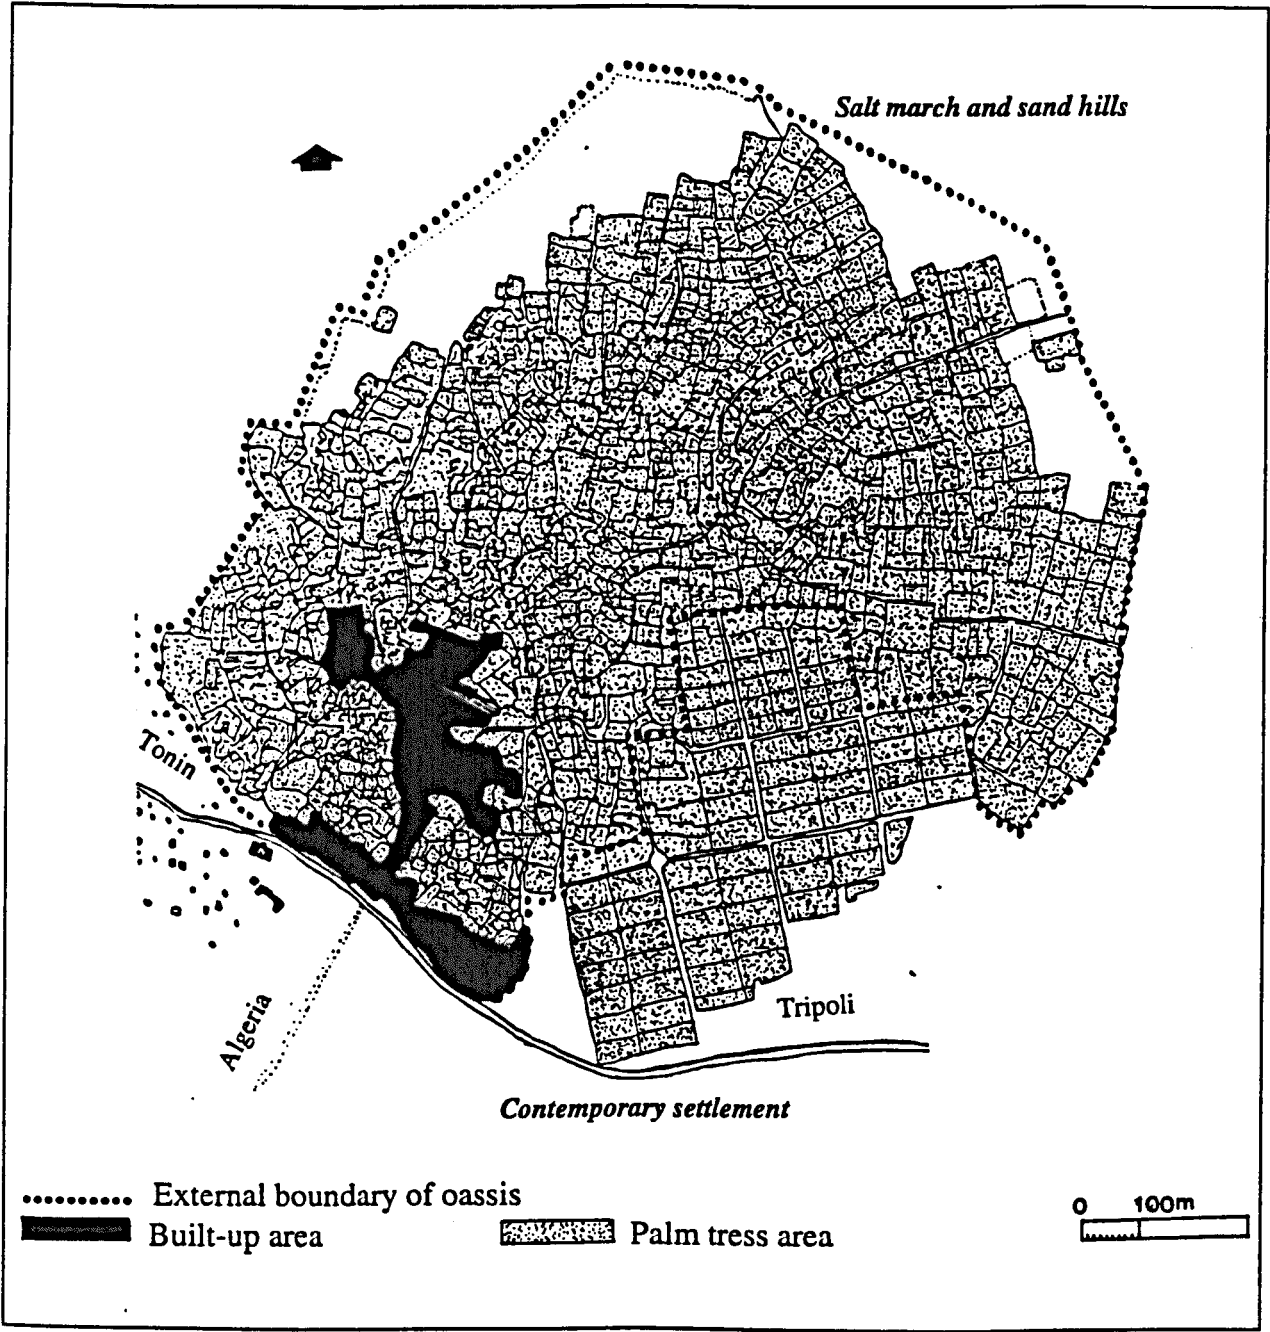 Salt march and sand hills
Tonin
Algeria
Tripoli
Contemporary settlement
External boundary of oassis
Built-up area
Palm tress area
0 100m